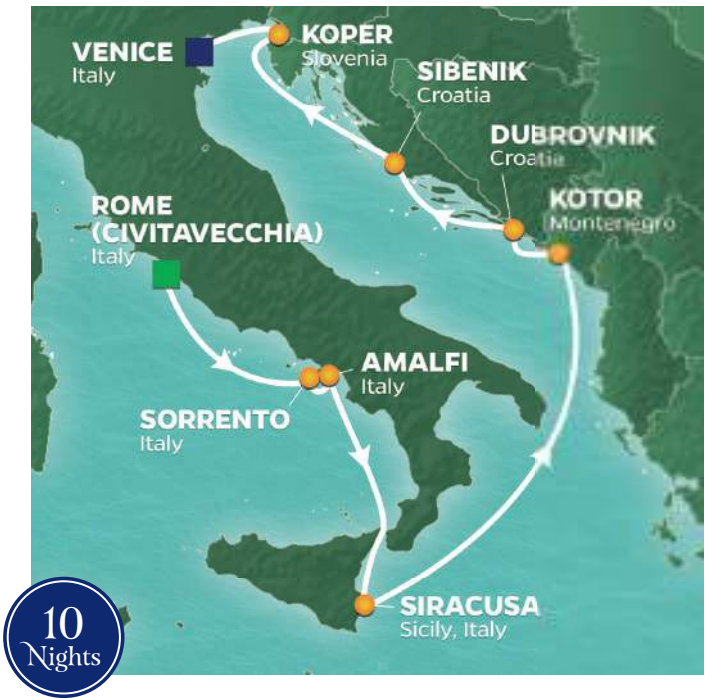 VENICE
Italy
KOPER
Slovenia
SIBENIK
Croatia
DUBROVNIK
Croatia
KOTOR
Montenegro
ROME
(CIVITAVECCHIA)
Italy
AMALFI
Italy
SORRENTO
Italy
SIRACUSA
Sicily, Italy
10
Nights